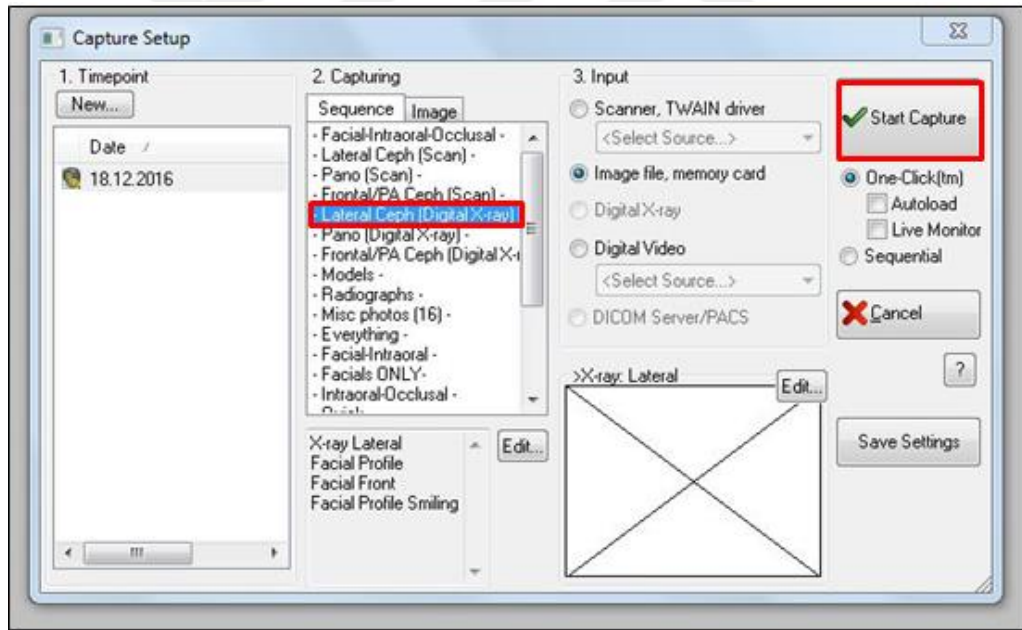 Capture Setup
1. Timepoint
New...
Date
18.12.2016
2. Capturing
Sequence
Image
- Facial-Intraoral-Occlusal -
- Lateral Ceph (Scan) -
- Pano (Scan) -
- Frontal/PA Ceph (Scan) -
- Lateral Ceph (Digital X-ray)
- Pano (Digital X-ray) -
- Frontal/PA Ceph (Digital X-r
- Models -
- Radiographs -
- Misc photos (16) -
- Everything -
- Facial-Intraoral -
- Facials ONLY-
- Intraoral-Occlusal -
X-ray Lateral
Facial Profile
Facial Front
Facial Profile Smiling
Edit...
3. Input
Scanner, TWAIN driver
<Select Source...>
Image file, memory card
Digital X-ray
Digital Video
<Select Source...>
DICOM Server/PACS
>X-ray: Lateral
Edit...
Start Capture
One-Click(tm)
Autoload
Live Monitor
Sequential
Cancel
?
Save Settings